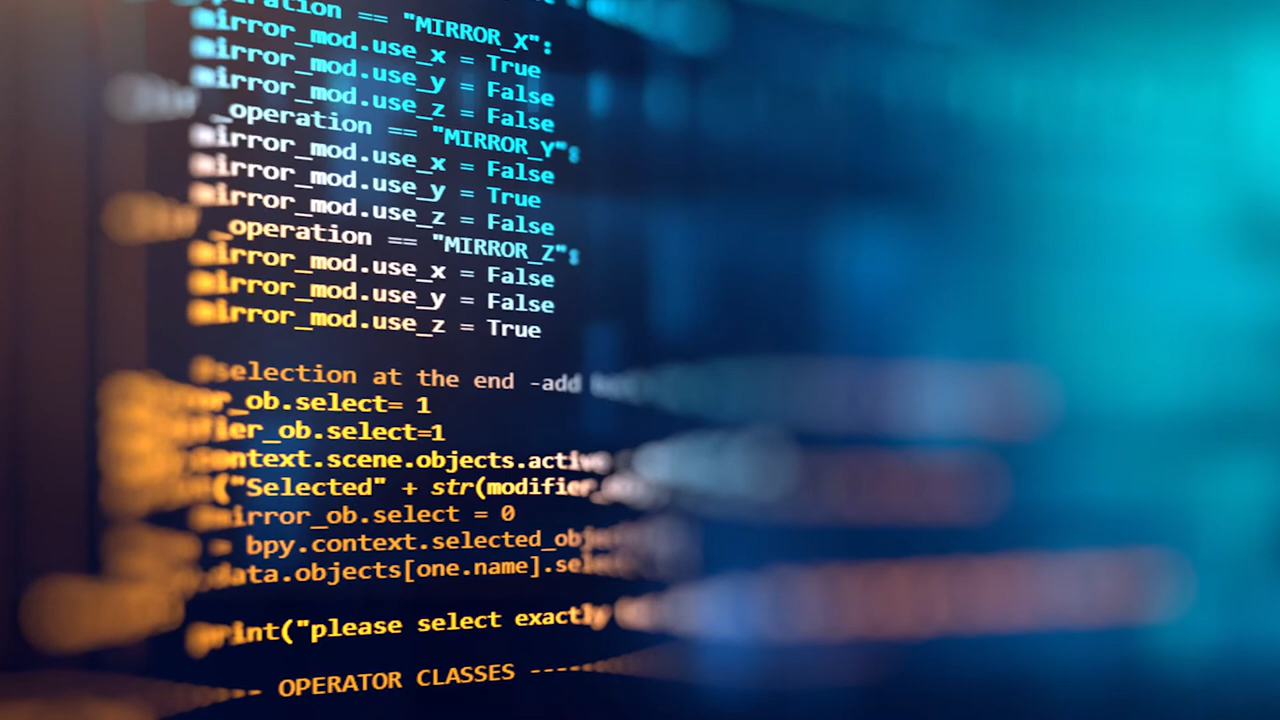 eration == "MIRROR_X":
mirror_mod.use_x = True
mirror_mod.use_y = False
mirror_mod.use_z = False
_operation == "MIRROR_Y":
mirror_mod.use_x = False
mirror_mod.use_y = True
mirror_mod.use_z = False
_operation == "MIRROR_Z":
mirror_mod.use_x = False
mirror_mod.use_y = False
mirror_mod.use_z = True
#selection at the end -add
_ob.select= 1
ier_ob.select=1
context.scene.objects.active
("Selected" + str(modifier
#mirror_ob.select = 0
= bpy.context.selected_obj
data.objects[one.name].sel
print("please select exactly
OPERATOR CLASSES ----